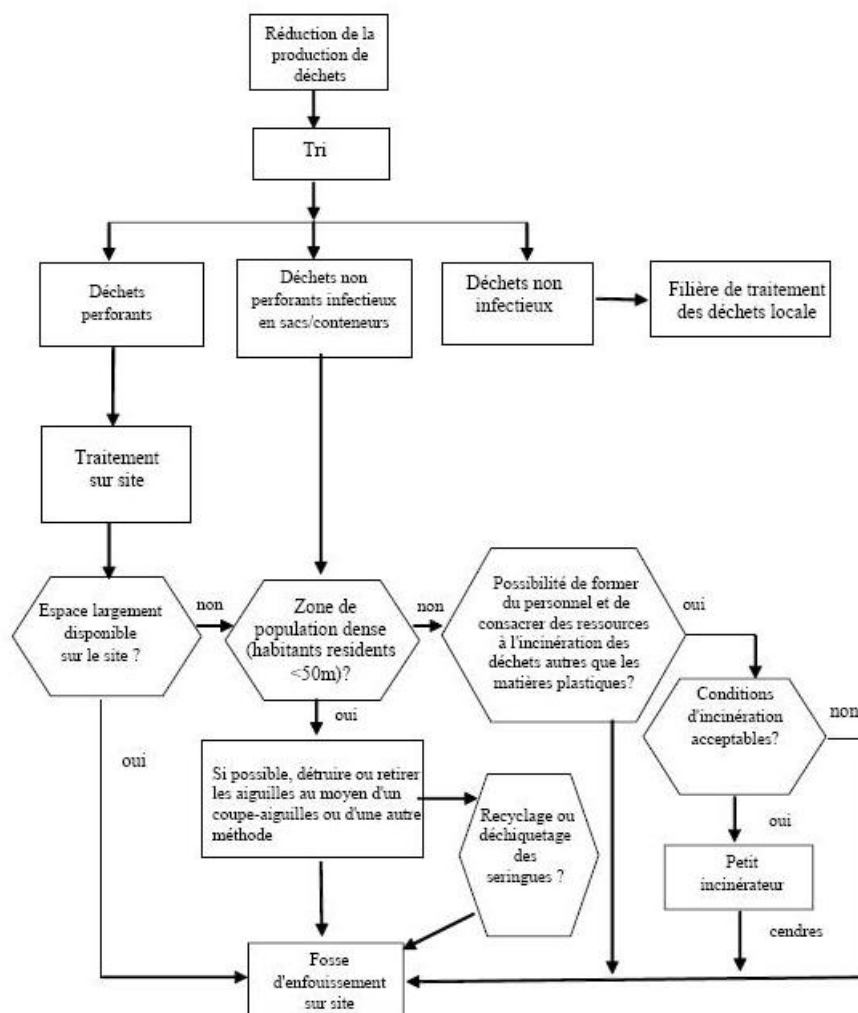 Réduction de la
production de
déchets
Tri
Déchets
perforants
Déchets non
perforants infectieux
en sacs/conteneurs
Déchets non
infectieux
Filière de traitement
des déchets locale
Traitement
sur site
Espace largement
disponible
sur le site ?
non
Zone de
population dense
(habitants residents
<50m)?
non
Possibilité de former
du personnel et de
consacrer des ressources
à l'incinération des
déchets autres que les
matières plastiques?
oui
Conditions
d'incinération
acceptables?
non
oui
oui
Si possible, détruire ou retirer
les aiguilles au moyen d'un
coupe-aiguilles ou d'une autre
méthode
Recyclage ou
déchiquetage
des
seringues ?
oui
Petit
incinérateur
cendres
Fosse
d'enfouissement
sur site